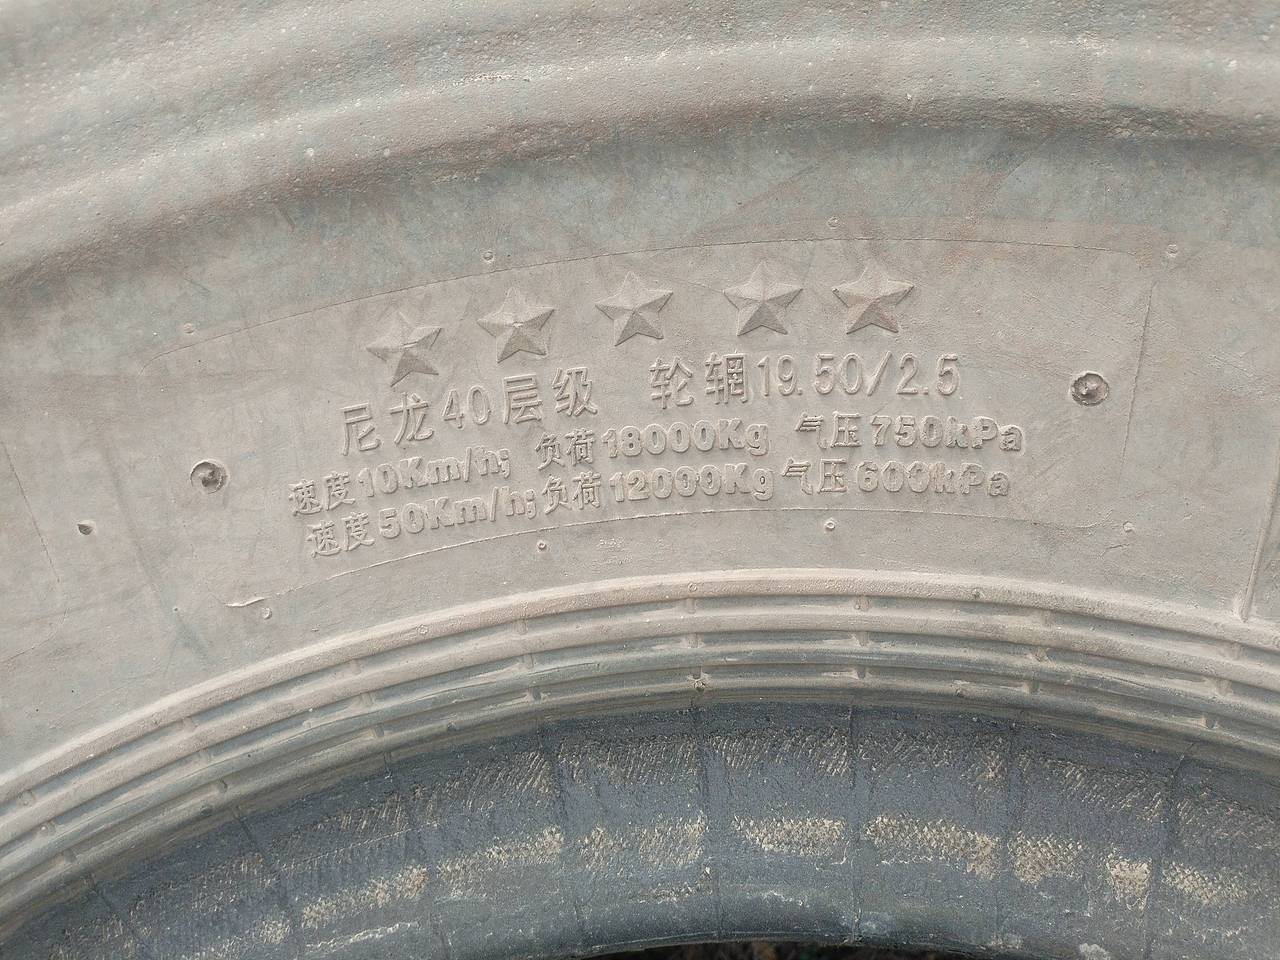 尼龙40层级 轮辋19.50/2.5
速度10Km/h; 负荷18000Kg 气压750kPa
速度50Km/h; 负荷12000Kg 气压600kPa